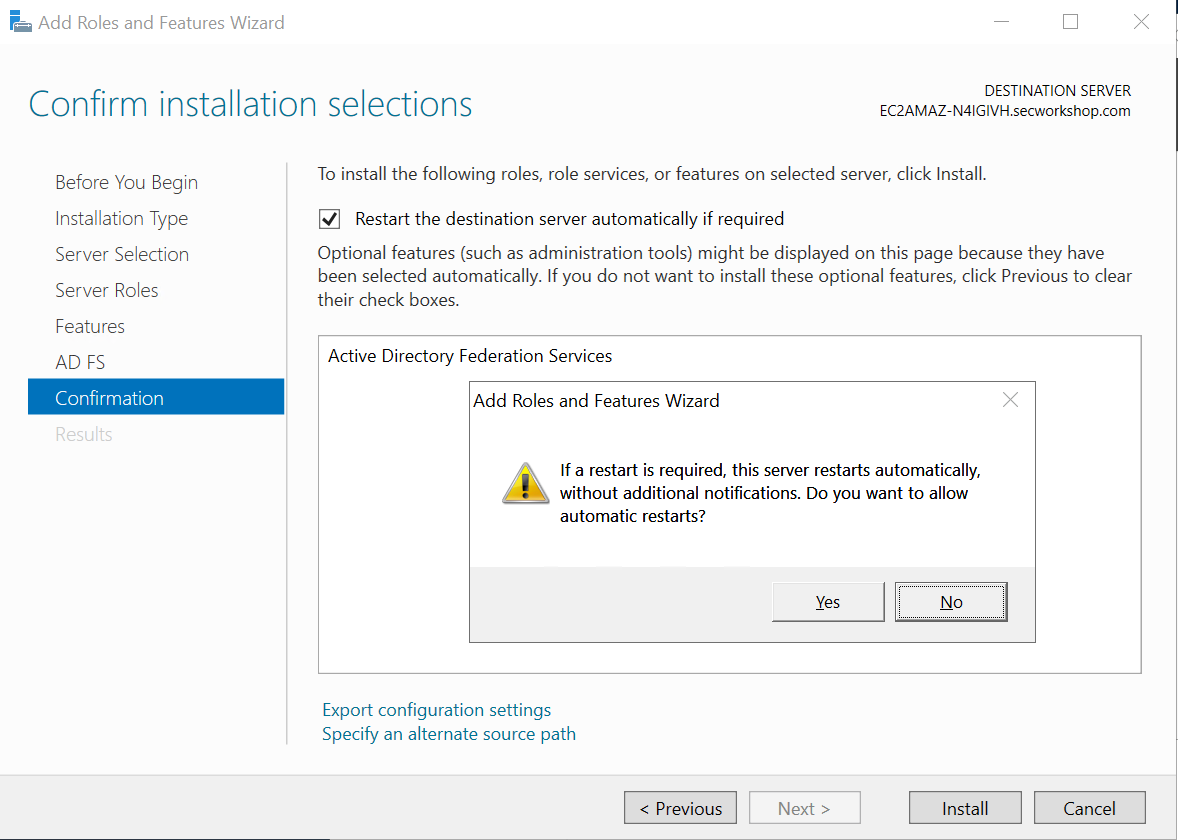 Add Roles and Features Wizard
Confirm installation selections
DESTINATION SERVER
EC2AMAZ-N4IGIVH.secworkshop.com
Before You Begin
Installation Type
Server Selection
Server Roles
Features
AD FS
Confirmation
Results
To install the following roles, role services, or features on selected server, click Install.
Restart the destination server automatically if required
Optional features (such as administration tools) might be displayed on this page because they have
been selected automatically. If you do not want to install these optional features, click Previous to clear
their check boxes.
Active Directory Federation Services
Add Roles and Features Wizard
If a restart is required, this server restarts automatically,
without additional notifications. Do you want to allow
automatic restarts?
Yes
No
Export configuration settings
Specify an alternate source path
< Previous
Next >
Install
Cancel